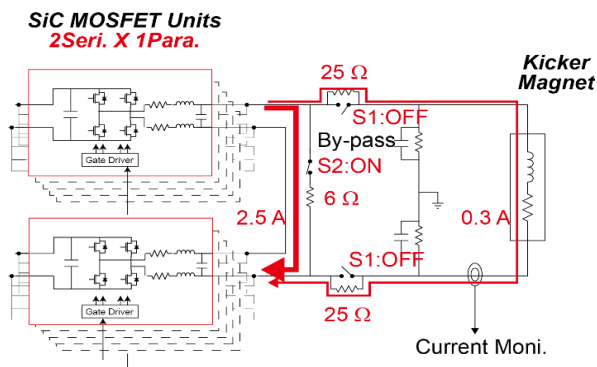 SiC MOSFET Units
2Seri. X 1Para.
Gate Driver
25 Ω
S1:OFF
By-pass
S2:ON
6 Ω
2.5 A
Kicker
Magnet
0.3 A
S1:OFF
25 Ω
Gate Driver
Current Moni.